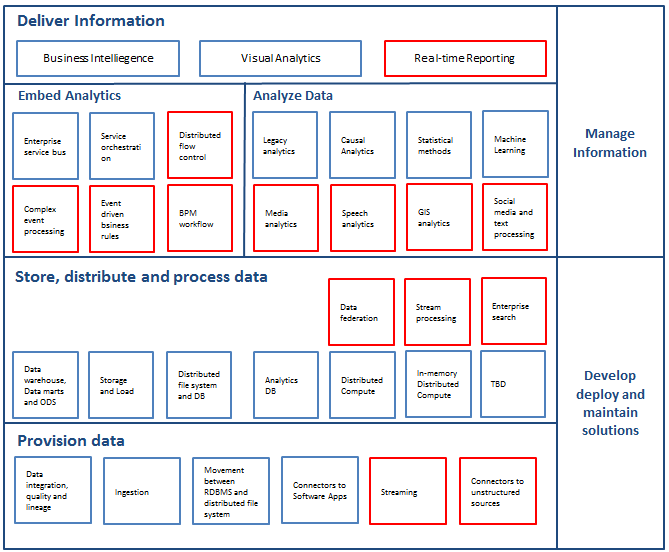 Deliver Information
Business Intelliegence
Visual Analytics
Real-time Reporting
Embed Analytics
Enterprise
service bus
Service
orchestrati
on
Distributed
flow
control
Complex
event
processing
Event
driven
bsiness
rules
BPM
workflow
Analyze Data
Legacy
analytics
Causal
Analytics
Statistical
methods
Machine
Learning
Media
analytics
Speech
analytics
GIS
analytics
Social
media and
text
processing
Manage
Information
Store, distribute and process data
Data
federation
Stream
processing
Enterprise
search
Data
warehouse,
Data marts
and ODS
Storage
and Load
Distributed
file system
and DB
Analytics
DB
Distributed
Compute
In-memory
Distributed
Compute
TBD
Provision data
Data
integration,
quality and
lineage
Ingestion
Movement
between
RDBMS and
distributed file
system
Connectors to
Software Apps
Streaming
Connectors to
unstructured
sources
Develop
deploy and
maintain
solutions